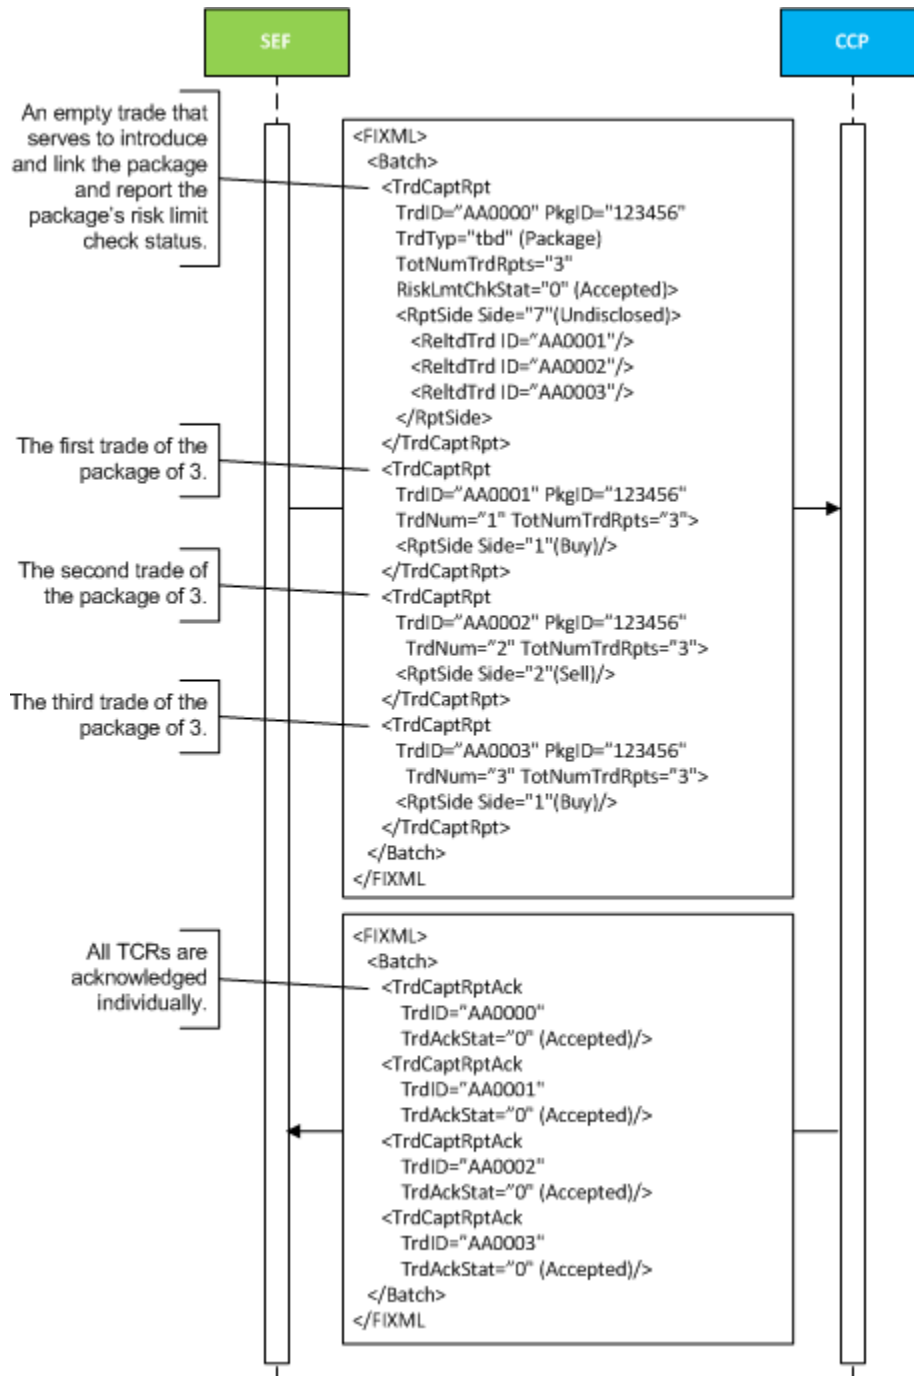 SEF
CCP
An empty trade that
serves to introduce
and link the package
and report the
package's risk limit
check status.
<FIXML>
<Batch>
<TrdCaptRpt
TrdID="AA0000" PkgID="123456"
TrdTyp="tbd" (Package)
TotNumTrdRpts="3"
RiskLmtChkStat="0" (Accepted)>
<RptSide Side="7"(Undisclosed)>
<ReltdTrd ID="AA0001"/>
<ReltdTrd ID="AA0002"/>
<ReltdTrd ID="AA0003"/>
</RptSide>
</TrdCaptRpt>
The first trade of the
package of 3.
<TrdCaptRpt
TrdID="AA0001" PkgID="123456"
TrdNum="1" TotNumTrdRpts="3">
<RptSide Side="1"(Buy)/>
</TrdCaptRpt>
The second trade of
the package of 3.
<TrdCaptRpt
TrdID="AA0002" PkgID="123456"
TrdNum="2" TotNumTrdRpts="3">
<RptSide Side="2"(Sell)/>
</TrdCaptRpt>
The third trade of the
package of 3.
<TrdCaptRpt
TrdID="AA0003" PkgID="123456"
TrdNum="3" TotNumTrdRpts="3">
<RptSide Side="1"(Buy)/>
</TrdCaptRpt>
</Batch>
</FIXML
All TCRs are
acknowledged
individually.
<FIXML>
<Batch>
<TrdCaptRptAck
TrdID="AA0000"
TrdAckStat="0" (Accepted)/>
<TrdCaptRptAck
TrdID="AA0001"
TrdAckStat="0" (Accepted)/>
<TrdCaptRptAck
TrdID="AA0002"
TrdAckStat="0" (Accepted)/>
<TrdCaptRptAck
TrdID="AA0003"
TrdAckStat="0" (Accepted)/>
</Batch>
</FIXML